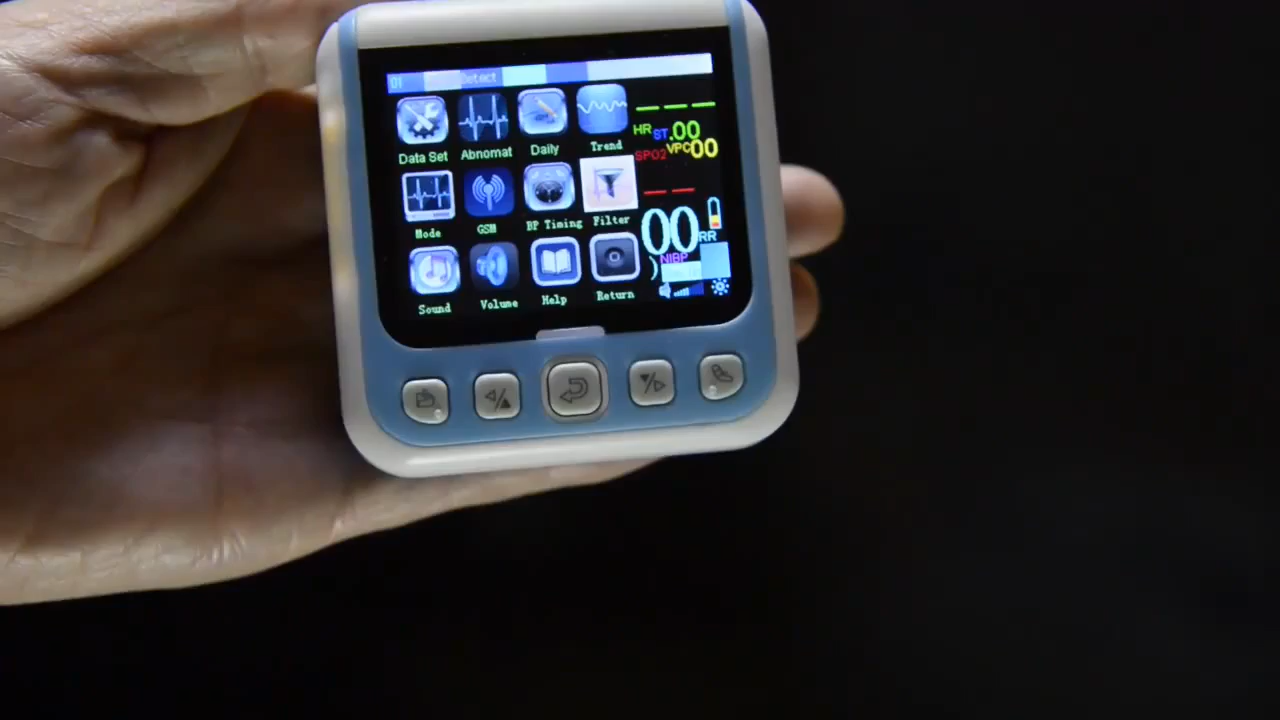 01 Detect
Data Set Abnomat Daily Trend
--- --- ---
HR ST .00
SPO2 VPC 00
Mode GSM BP Timing Filter
-- --
00 RR
NIBP
Sound Volume Help Return